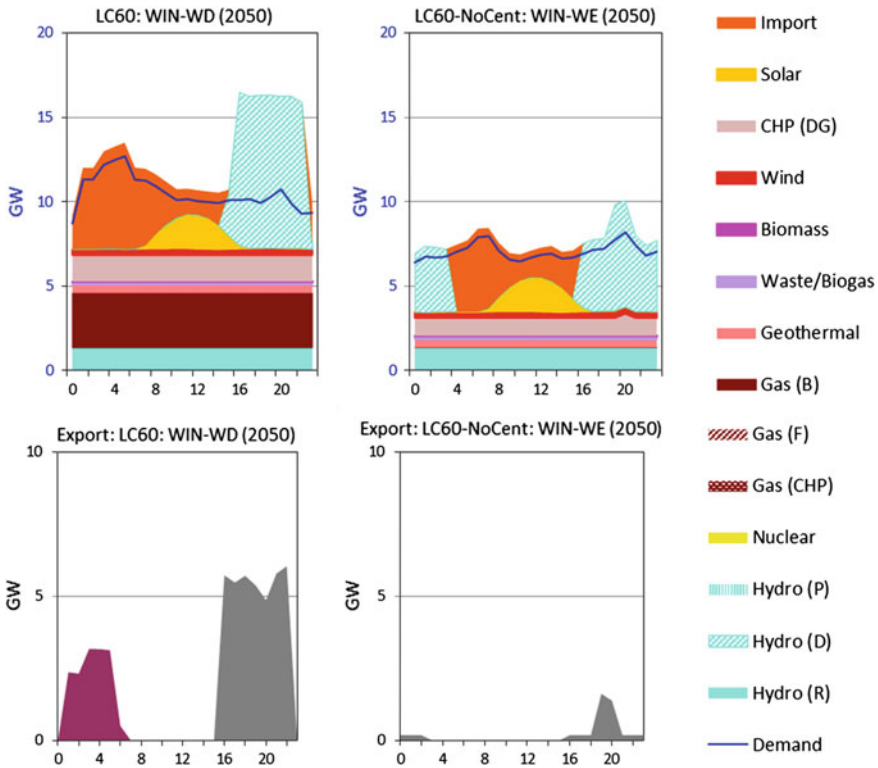 LC60: WIN-WD (2050)
20
15
10
5
0
GW
0 4 8 12 16 20
LC60-NoCent: WIN-WE (2050)
20
15
10
5
0
GW
0 4 8 12 16 20
Export: LC60: WIN-WD (2050)
10
5
0
GW
0 4 8 12 16 20
Export: LC60-NoCent: WIN-WE (2050)
10
5
0
GW
0 4 8 12 16 20
Import
Solar
CHP (DG)
Wind
Biomass
Waste/Biogas
Geothermal
Gas (B)
Gas (F)
Gas (CHP)
Nuclear
Hydro (P)
Hydro (D)
Hydro (R)
Demand